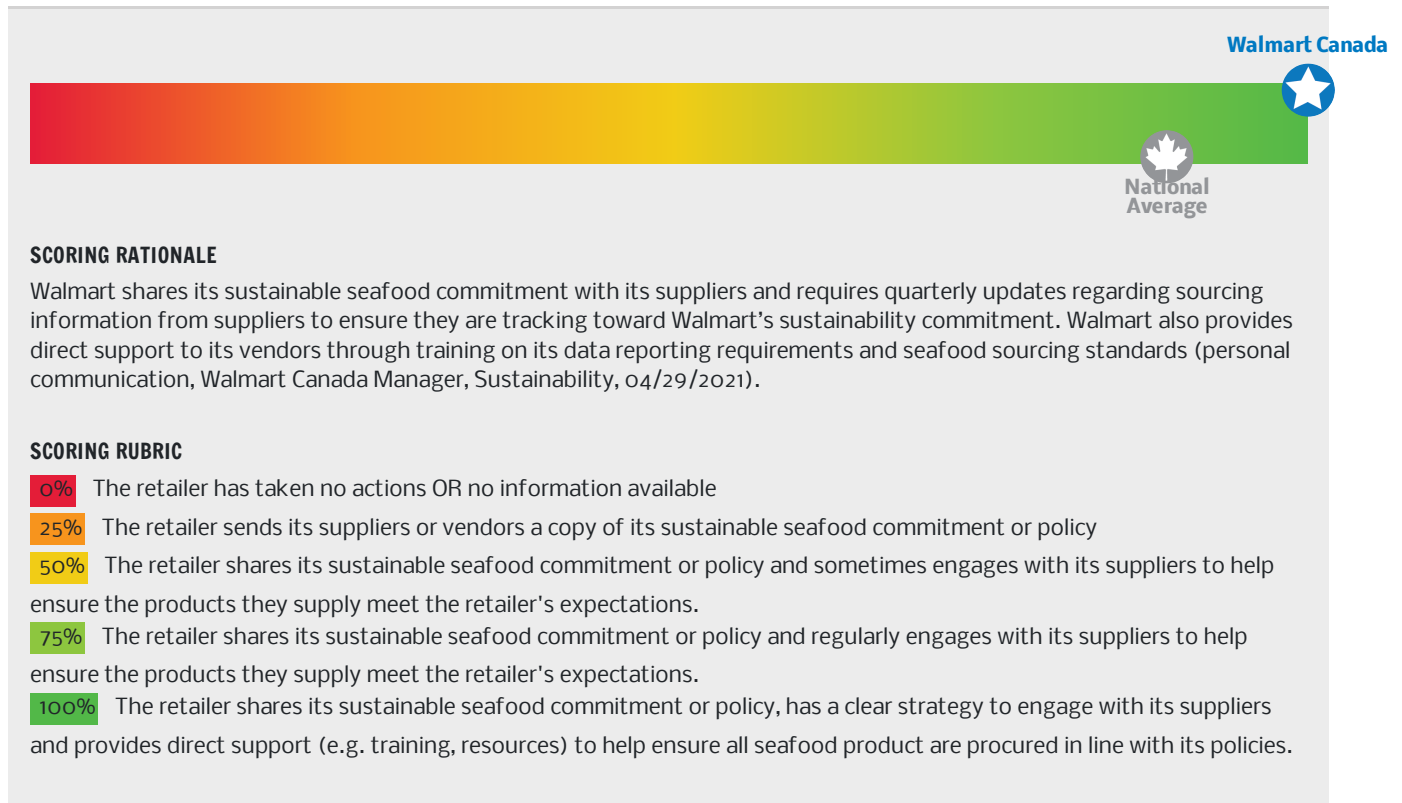 Walmart Canada
National
Average
SCORING RATIONALE
Walmart shares its sustainable seafood commitment with its suppliers and requires quarterly updates regarding sourcing
information from suppliers to ensure they are tracking toward Walmart’s sustainability commitment. Walmart also provides
direct support to its vendors through training on its data reporting requirements and seafood sourcing standards (personal
communication, Walmart Canada Manager, Sustainability, 04/29/2021).
SCORING RUBRIC
0% The retailer has taken no actions OR no information available
25% The retailer sends its suppliers or vendors a copy of its sustainable seafood commitment or policy
50% The retailer shares its sustainable seafood commitment or policy and sometimes engages with its suppliers to help
ensure the products they supply meet the retailer's expectations.
75% The retailer shares its sustainable seafood commitment or policy and regularly engages with its suppliers to help
ensure the products they supply meet the retailer's expectations.
100% The retailer shares its sustainable seafood commitment or policy, has a clear strategy to engage with its suppliers
and provides direct support (e.g. training, resources) to help ensure all seafood product are procured in line with its policies.